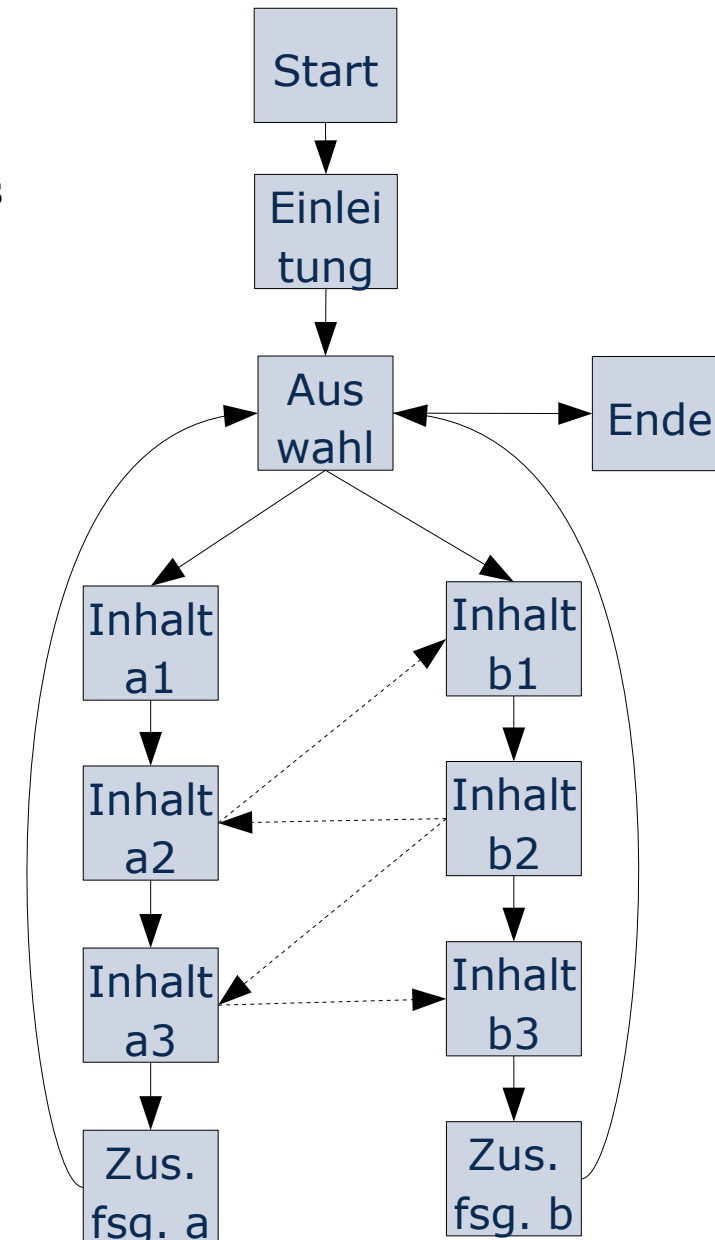 Start
s
Einlei
tung
Aus
wahl
Ende
Inhalt
a1
Inhalt
b1
Inhalt
a2
Inhalt
b2
Inhalt
a3
Inhalt
b3
Zus.
fsg. a
Zus.
fsg. b